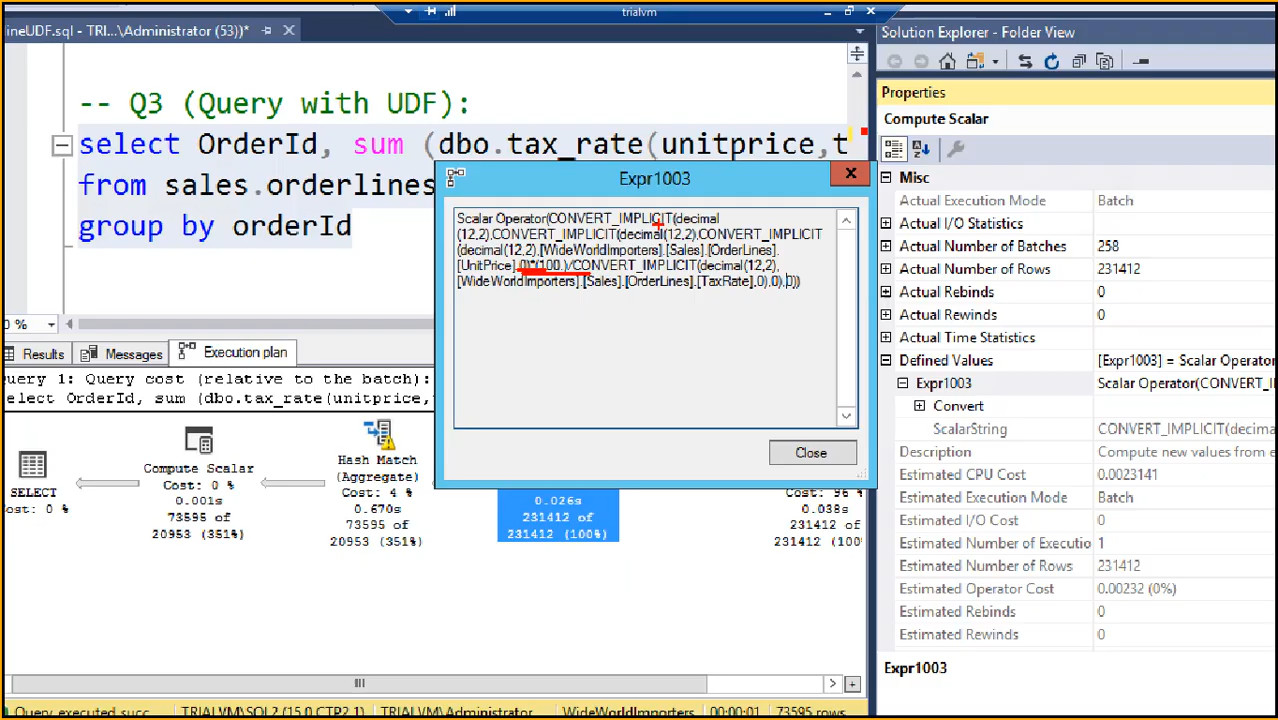 trialvm
ineUDF.sql - TRI...\Administrator (53))*
Solution Explorer - Folder View
-- Q3 (Query with UDF):
select OrderId, sum (dbo.tax_rate(unitprice,t
from sales.orderlines
group by orderId
Expr1003
Scalar Operator(CONVERT_IMPLICIT(decimal
(12,2),CONVERT_IMPLICIT(decimal(12,2),CONVERT_IMPLICIT
(decimal(12,2),[WideWorldImporters].[Sales].[OrderLines].
[UnitPrice],0)*(100.)/CONVERT_IMPLICIT(decimal(12,2),
[WideWorldImporters].[Sales].[OrderLines].[TaxRate],0),0),0))
Close
0 %
Results
Messages
Execution plan
uery 1: Query cost (relative to the batch):
elect OrderId, sum (dbo.tax_rate(unitprice,
SELECT
Cost: 0 %
Compute Scalar
Cost: 0 %
0.001s
73595 of
20953 (351%)
Hash Match
(Aggregate)
Cost: 4 %
0.670s
73595 of
20953 (351%)
0.026s
231412 of
231412 (100%)
Cost: 96 %
0.038s
231412 of
231412 (100%
Properties
Compute Scalar
Misc
Actual Execution Mode Batch
Actual I/O Statistics
Actual Number of Batches 258
Actual Number of Rows 231412
Actual Rebinds 0
Actual Rewinds 0
Actual Time Statistics
Defined Values [Expr1003] = Scalar Operator
Expr1003 Scalar Operator(CONVERT_
Convert
ScalarString CONVERT_IMPLICIT(decima
Description Compute new values from e
Estimated CPU Cost 0.0023141
Estimated Execution Mode Batch
Estimated I/O Cost 0
Estimated Number of Executio 1
Estimated Number of Rows 231412
Estimated Operator Cost 0.00232 (0%)
Estimated Rebinds 0
Estimated Rewinds 0
Expr1003
Query executed succ
TRIALVM\SQL2 (15.0 CTP2.1)
TRIALVM\Administrator
WideWorldImporters
00:00:01
73595 rows